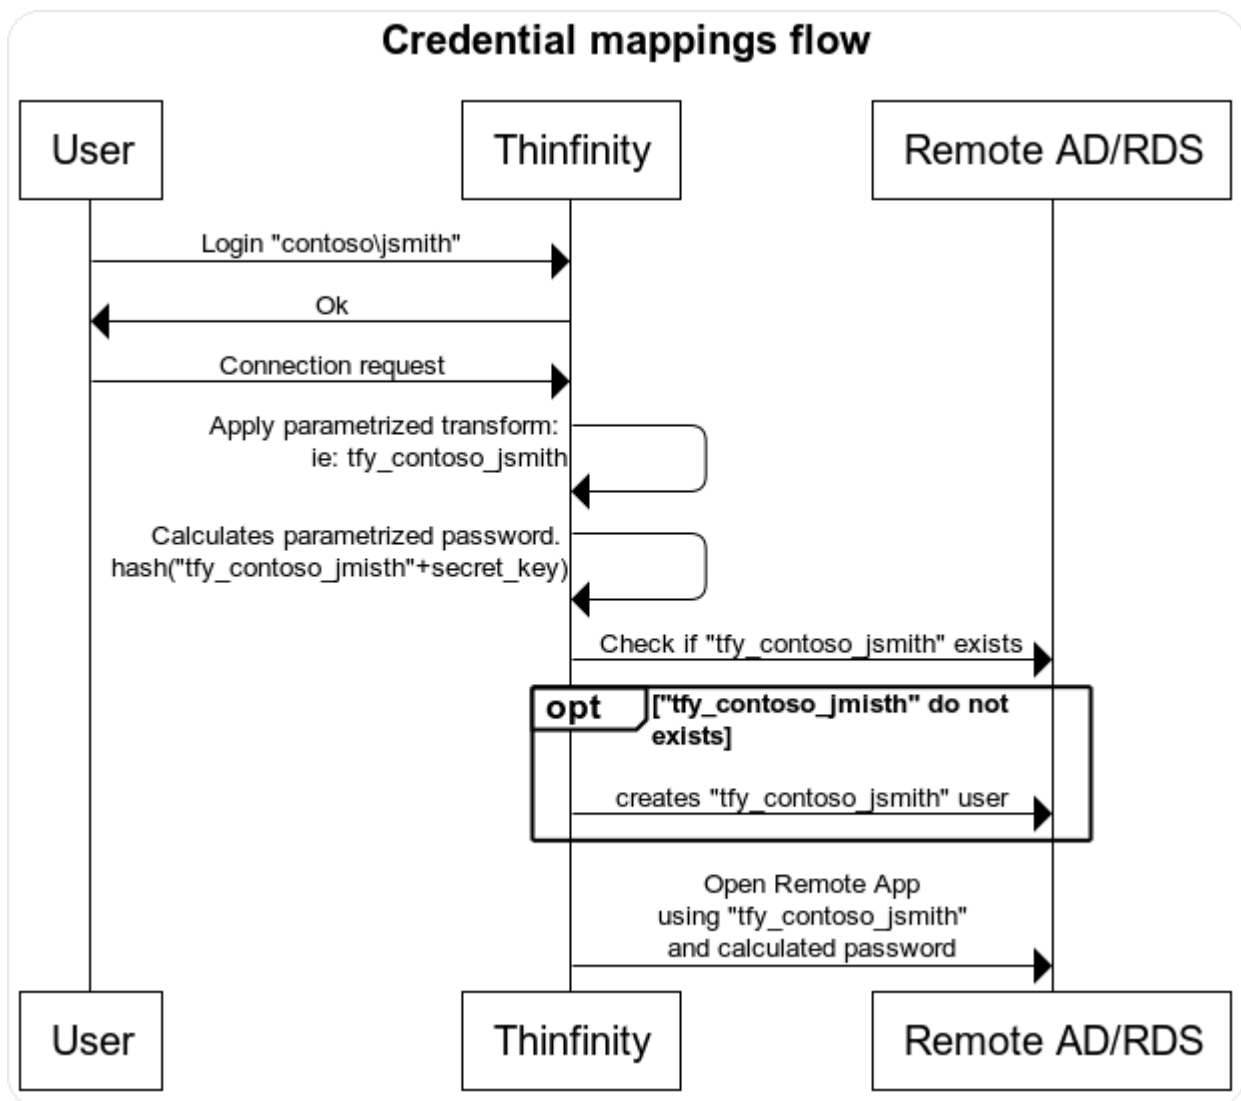 Credential mappings flow
User
Thinfinity
Remote AD/RDS
Login "contoso\jsmith"
Ok
Connection request
Apply parametrized transform:
ie: tfy_contoso_jsmith
Calculates parametrized password.
hash("tfy_contoso_jmisth"+secret_key)
Check if "tfy_contoso_jsmith" exists
opt
["tfy_contoso_jmisth" do not
exists]
creates "tfy_contoso_jsmith" user
Open Remote App
using "tfy_contoso_jsmith"
and calculated password
User
Thinfinity
Remote AD/RDS